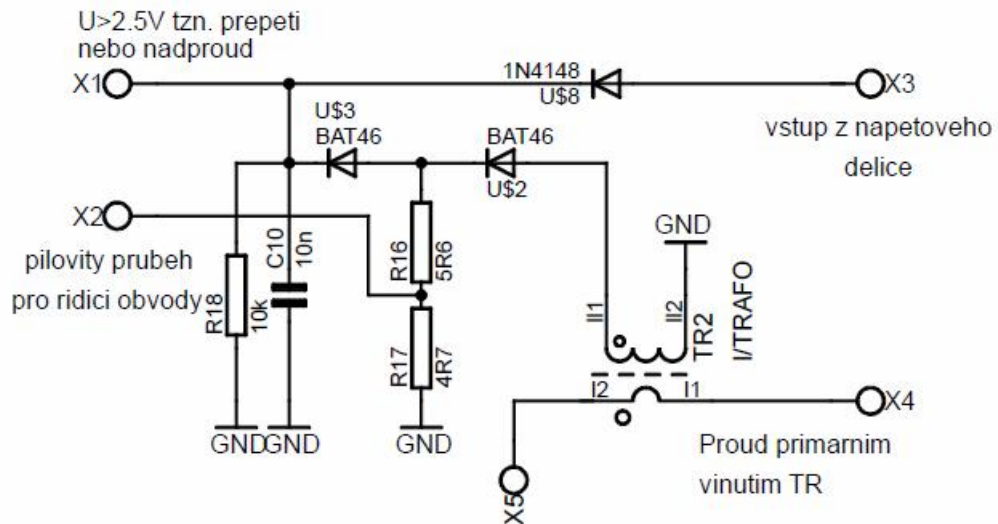 U>2.5V tzn. prepeti
nebo nadproud
X1
1N4148
U$8
X3
vstup z napetoveho
delice
U$3
BAT46
BAT46
U$2
X2
pilovity prubeh
pro ridici obvody
R18
10k
C10
10n
R16
5R6
R17
4R7
GND
II1
II2
TR2
I/TRAFO
I2
I1
X4
GND
GND
GND
Proud primarnim
vinutim TR
X5